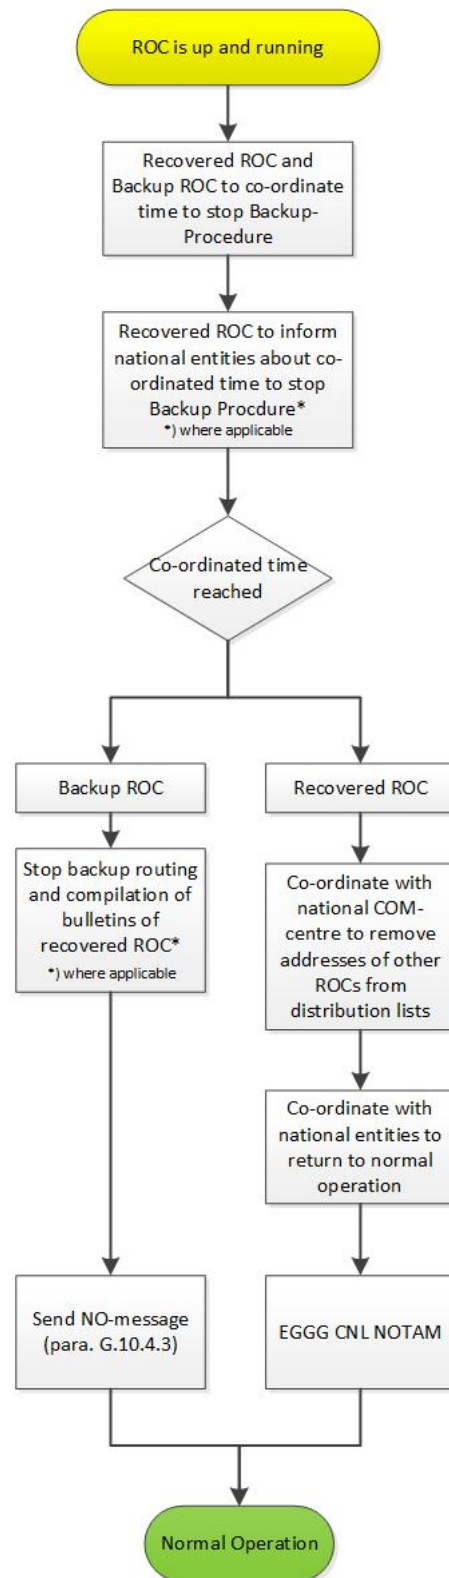 ROC is up and running
Recovered ROC and
Backup ROC to co-ordinate
time to stop Backup-
Procedure
Recovered ROC to inform
national entities about co-
ordinated time to stop
Backup Procdure*
*) where applicable
Co-ordinated time
reached
Backup ROC
Stop backup routing
and compilation of
bulletins of
recovered ROC*
*) where applicable
Send NO-message
(para. G.10.4.3)
Recovered ROC
Co-ordinate with
national COM-
centre to remove
addresses of other
ROCs from
distribution lists
Co-ordinate with
national entities to
return to normal
operation
EGGG CNL NOTAM
Normal Operation